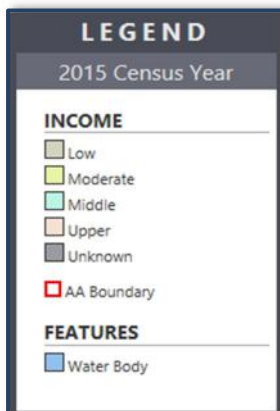 LEGEND
2015 Census Year
INCOME
Low
Moderate
Middle
Upper
Unknown
AA Boundary
FEATURES
Water Body